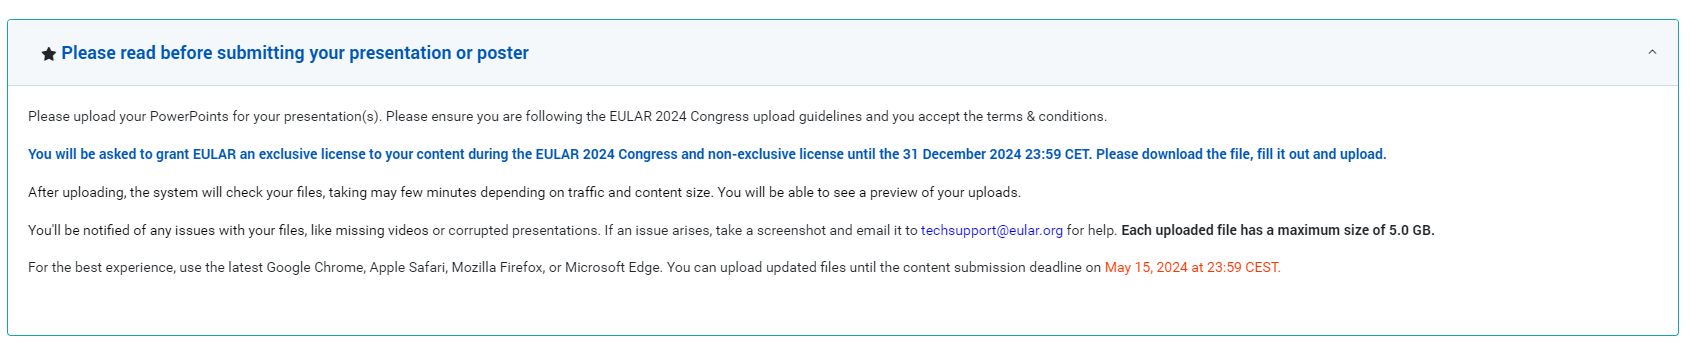 Please read before submitting your presentation or poster
Please upload your PowerPoints for your presentation(s). Please ensure you are following the EULAR 2024 Congress upload guidelines and you accept the terms & conditions.
You will be asked to grant EULAR an exclusive license to your content during the EULAR 2024 Congress and non-exclusive license until the 31 December 2024 23:59 CET. Please download the file, fill it out and upload.
After uploading, the system will check your files, taking may few minutes depending on traffic and content size. You will be able to see a preview of your uploads.
You'll be notified of any issues with your files, like missing videos or corrupted presentations. If an issue arises, take a screenshot and email it to techsupport@eular.org for help. Each uploaded file has a maximum size of 5.0 GB.
For the best experience, use the latest Google Chrome, Apple Safari, Mozilla Firefox, or Microsoft Edge. You can upload updated files until the content submission deadline on May 15, 2024 at 23:59 CEST.